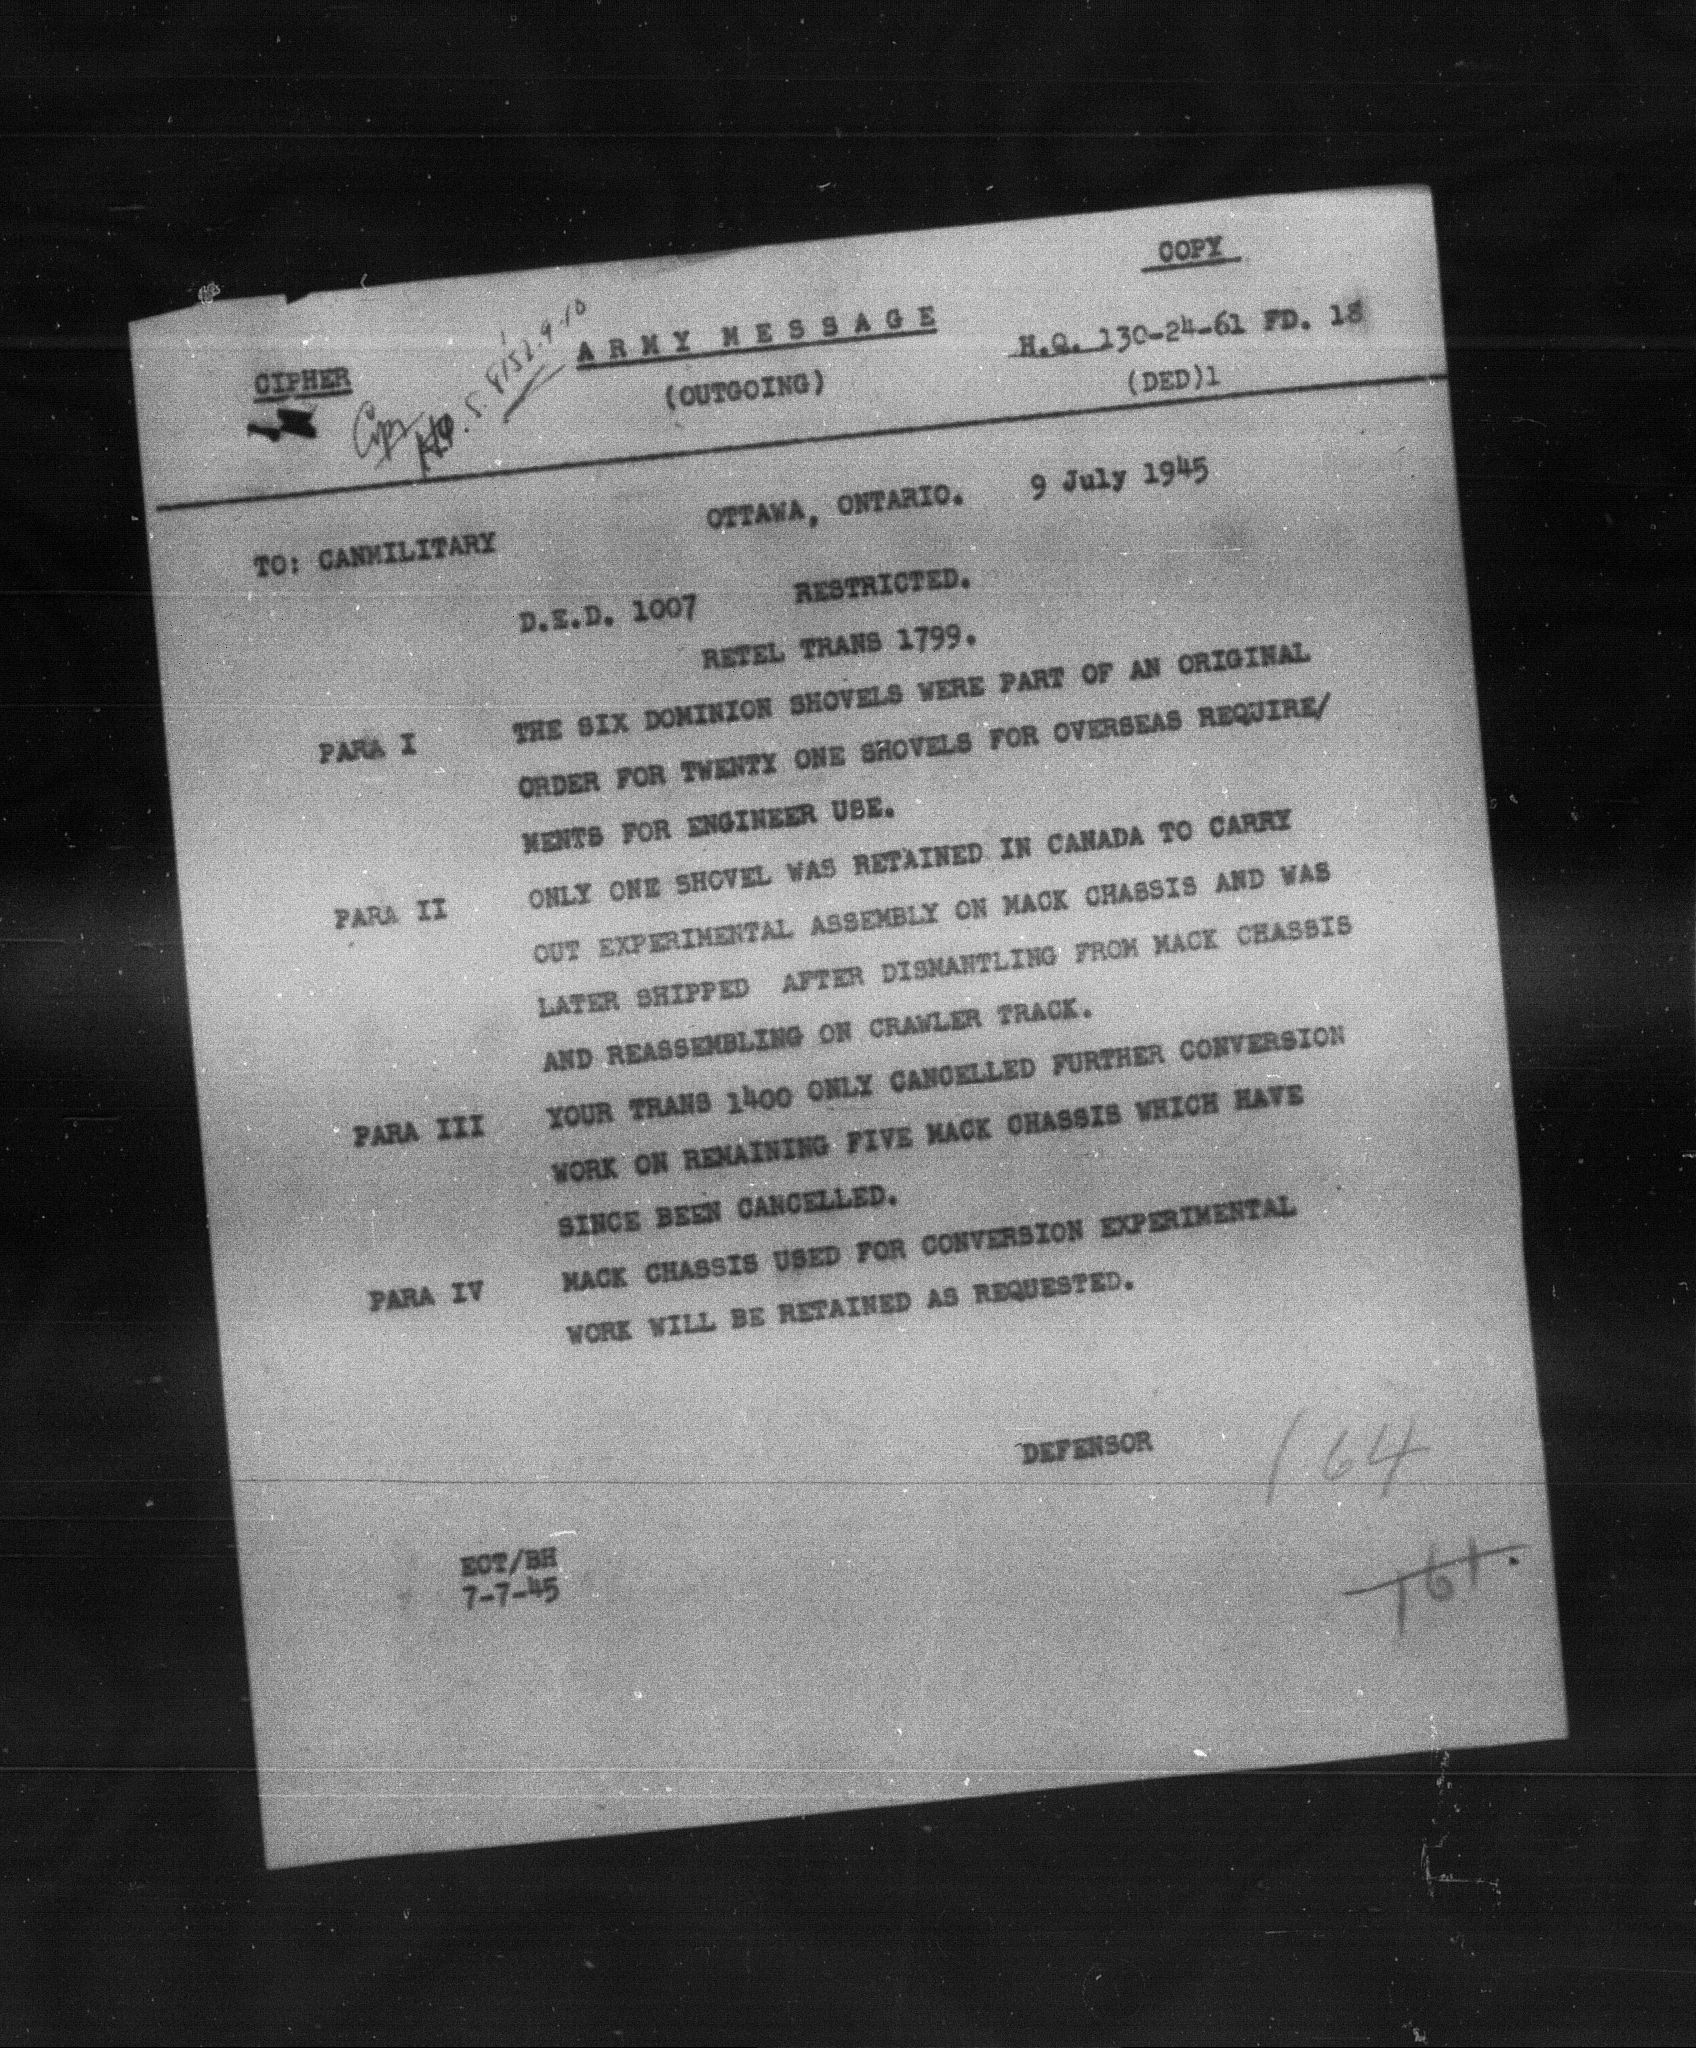 COPY
ARMY MESSAGE
H.Q. 130-24-61 FD. 18
CIPHER
(OUTGOING)
(DED)1
Copy HQ. S. 8152-9-10
OTTAWA, ONTARIO. 9 July 1945
TO: CANMILITARY
D.E.D. 1007 RESTRICTED.
RETEL TRANS 1799.
PARA I THE SIX DOMINION SHOVELS WERE PART OF AN ORIGINAL
ORDER FOR TWENTY ONE SHOVELS FOR OVERSEAS REQUIRE/
MENTS FOR ENGINEER USE.
PARA II ONLY ONE SHOVEL WAS RETAINED IN CANADA TO CARRY
OUT EXPERIMENTAL ASSEMBLY ON MACK CHASSIS AND WAS
LATER SHIPPED AFTER DISMANTLING FROM MACK CHASSIS
AND REASSEMBLING ON CRAWLER TRACK.
PARA III YOUR TRANS 1400 ONLY CANCELLED FURTHER CONVERSION
WORK ON REMAINING FIVE MACK CHASSIS WHICH HAVE
SINCE BEEN CANCELLED.
PARA IV MACK CHASSIS USED FOR CONVERSION EXPERIMENTAL
WORK WILL BE RETAINED AS REQUESTED.
DEFENSOR
164
161.
EOT/BH
7-7-45